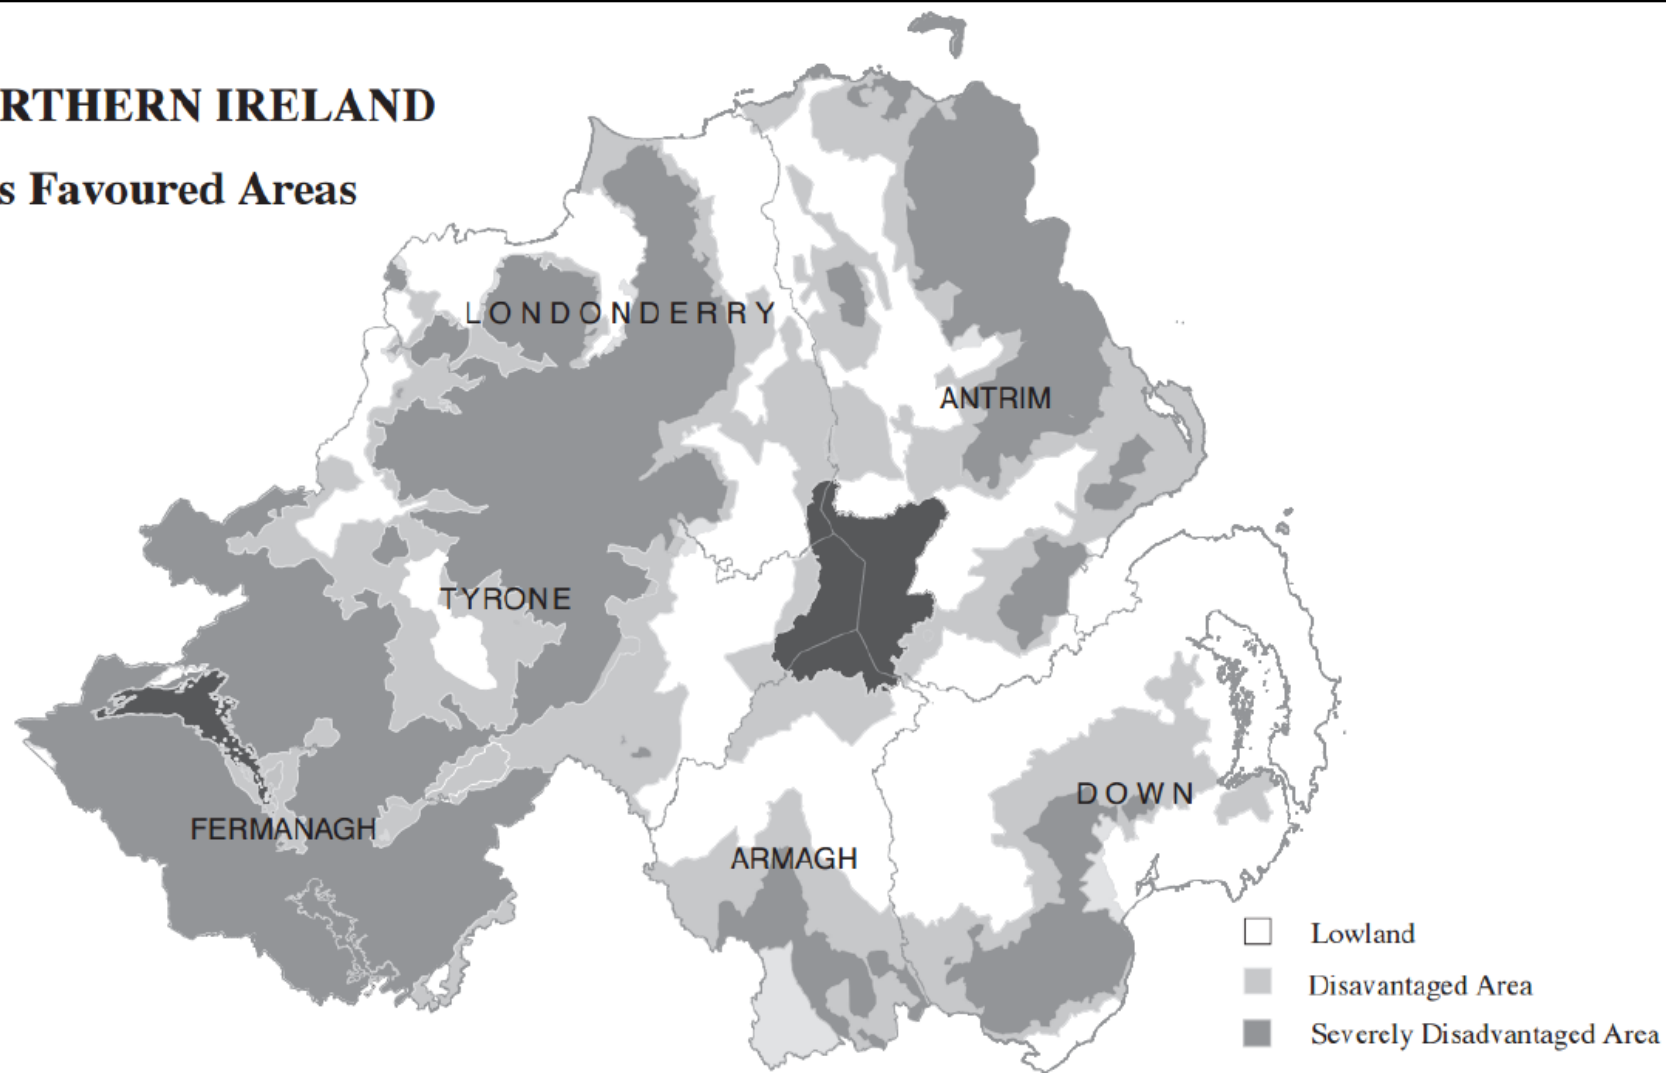 RTHERN IRELAND
s Favoured Areas
LONDONDERRY
ANTRIM
TYRONE
DOWN
FERMANAGH
ARMAGH
Lowland
Disavantaged Area
Severely Disadvantaged Area